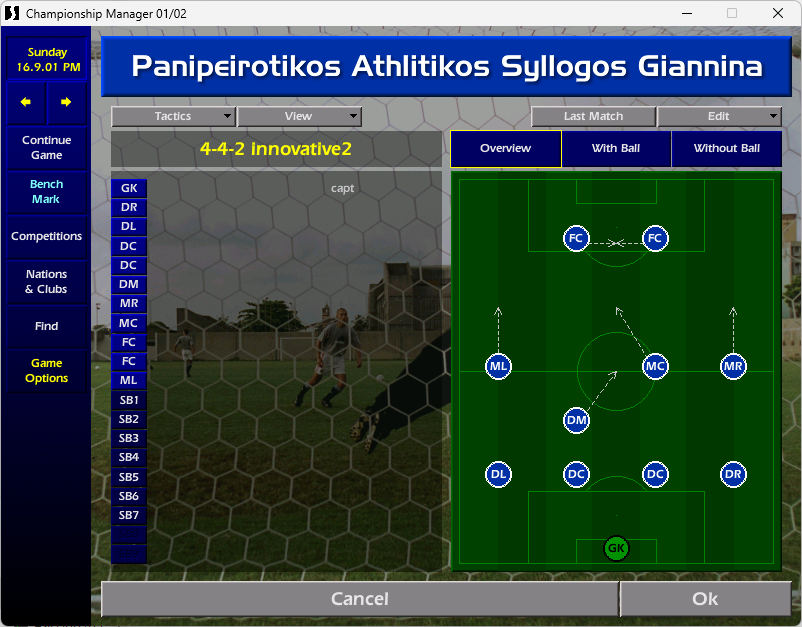 Championship Manager 01/02
Sunday
16.9.01 PM
Continue
Game
Bench
Mark
Competitions
Nations
& Clubs
Find
Game
Options
Panipeirotikos Athlitikos Syllogos Giannina
Tactics
View
Last Match
Edit
4-4-2 innovative2
Overview
With Ball
Without Ball
GK
capt
DR
DL
DC
DC
DM
MR
MC
FC
FC
ML
SB1
SB2
SB3
SB4
SB5
SB6
SB7
FC
FC
ML
MC
MR
DM
DL
DC
DC
DR
GK
Cancel
Ok